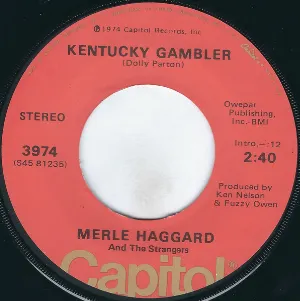 ℗ 1974 Capitol Records, Inc
KENTUCKY GAMBLER
(Dolly Parton)
STEREO
3974
(S45 81235)
Owepar
Publishing,
Inc. BMI
Intro.—:12
2:40
Produced by
Ken Nelson
& Fuzzy Owen
MERLE HAGGARD
And The Strangers
Capitol